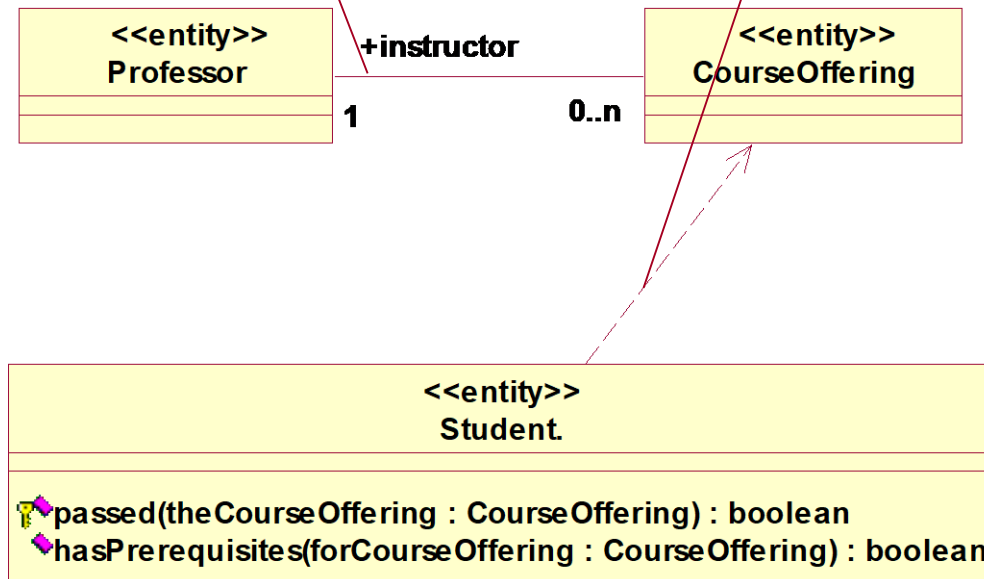 <<entity>>
Professor
+instructor
1
0..n
<<entity>>
CourseOffering
<<entity>>
Student.
passed(theCourseOffering : CourseOffering) : boolean
hasPrerequisites(forCourseOffering : CourseOffering) : boolean